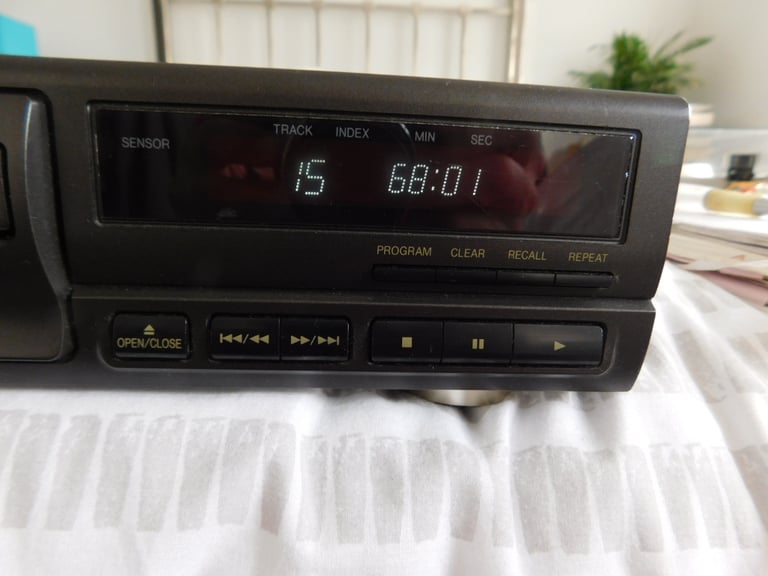 SENSOR TRACK INDEX MIN SEC
15 68:01
PROGRAM CLEAR RECALL REPEAT
OPEN/CLOSE